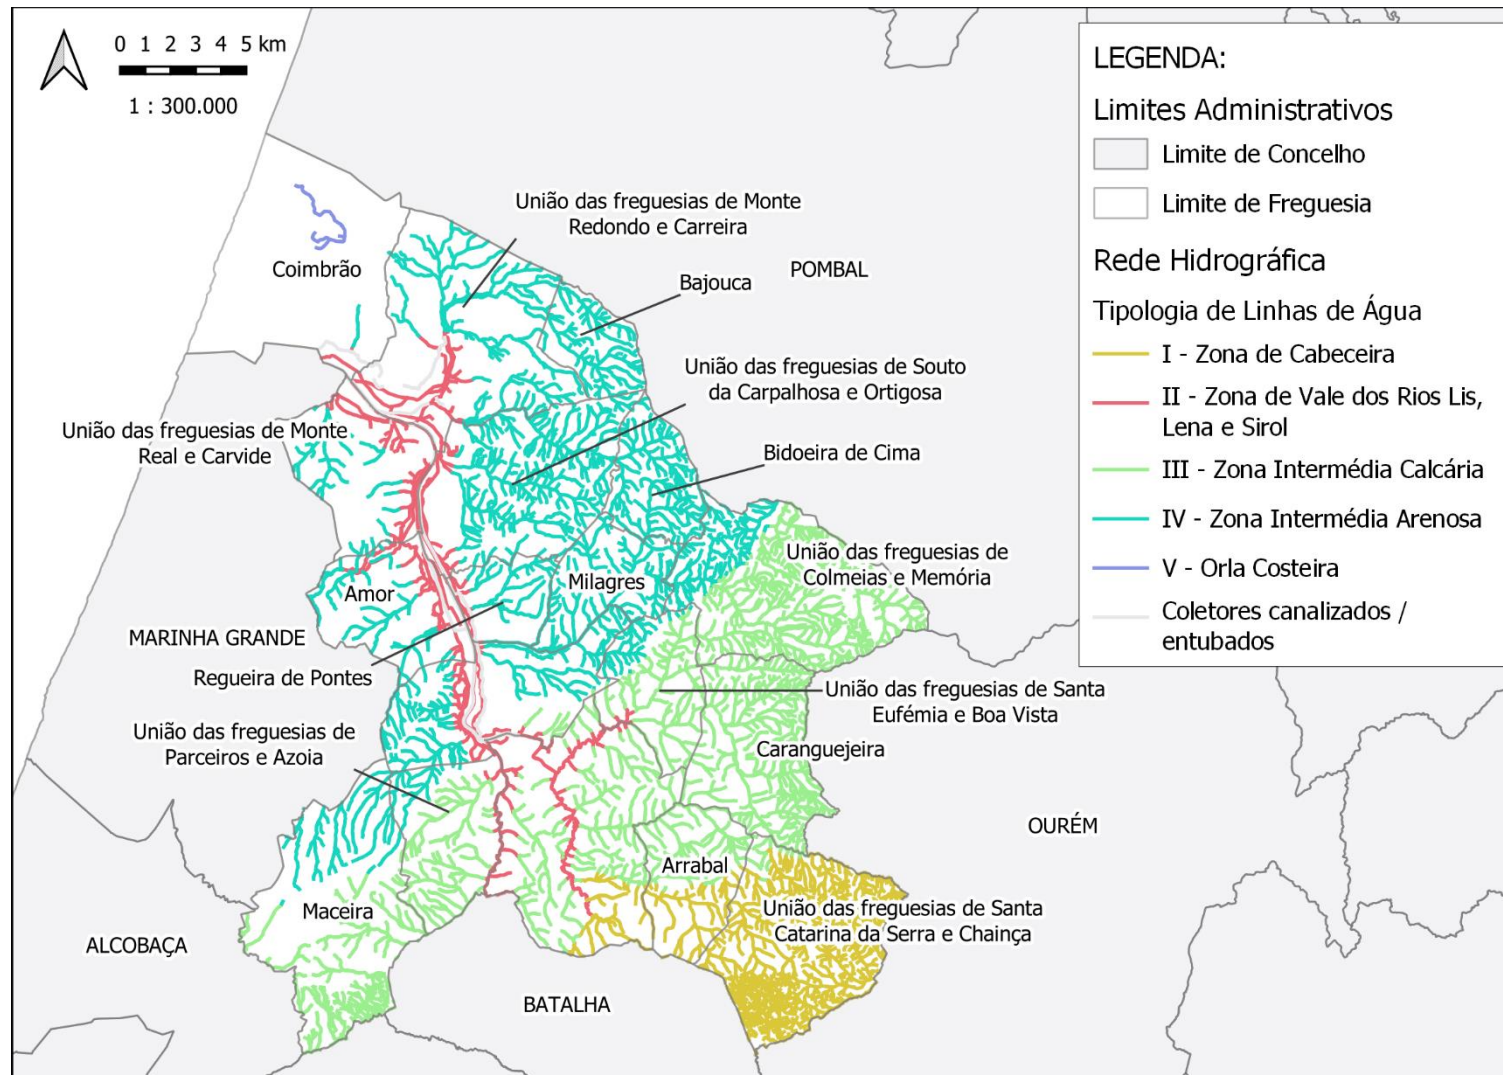 0 1 2 3 4 5 km
1 : 300.000
União das freguesias de Monte
Redondo e Carreira
Coimbrão
POMBAL
Bajouca
União das freguesias de Souto
da Carpalhosa e Ortigosa
União das freguesias de Monte
Real e Carvide
Bidoeira de Cima
União das freguesias de
Colmeias e Memória
Milagres
Amor
MARINHA GRANDE
Regueira de Pontes
União das freguesias de Santa
Eufémia e Boa Vista
União das freguesias de
Parceiros e Azoia
Caranguejeira
OURÉM
Arrabal
Maceira
União das freguesias de Santa
Catarina da Serra e Chainça
ALCOBAÇA
BATALHA
LEGENDA:
Limites Administrativos
Limite de Concelho
Limite de Freguesia
Rede Hidrográfica
Tipologia de Linhas de Água
I - Zona de Cabeceira
II - Zona de Vale dos Rios Lis,
Lena e Sirol
III - Zona Intermédia Calcária
IV - Zona Intermédia Arenosa
V - Orla Costeira
Coletores canalizados /
entubados